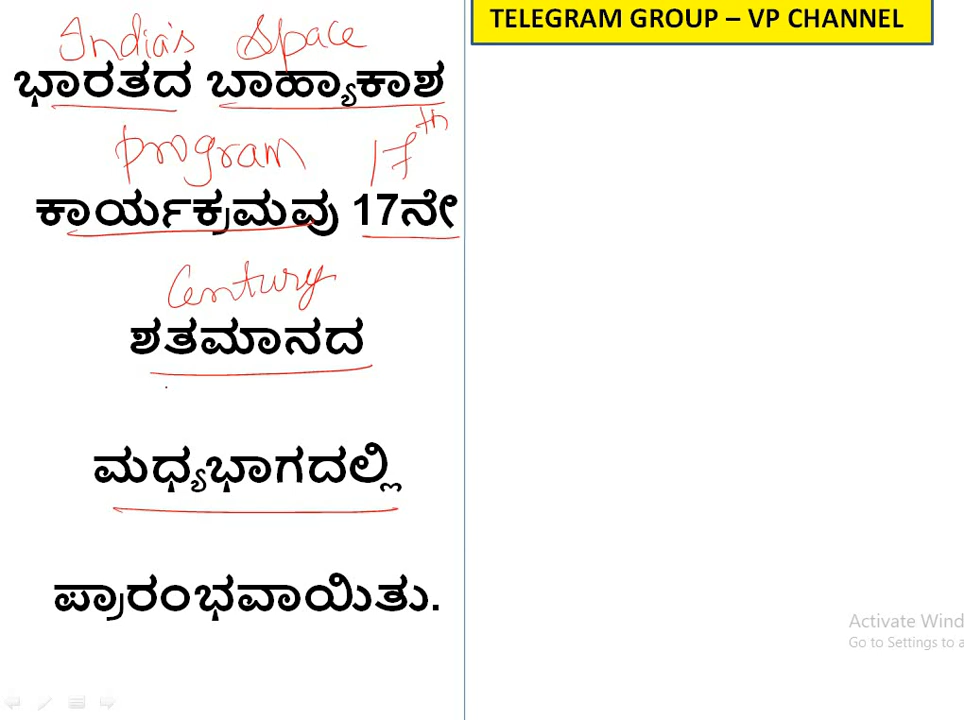 TELEGRAM GROUP – VP CHANNEL
India's Space
ಭಾರತದ ಬಾಹ್ಯಾಕಾಶ
program 17th
ಕಾರ್ಯಕ್ರಮವು 17ನೇ
Century
ಶತಮಾನದ
ಮಧ್ಯಭಾಗದಲ್ಲಿ
ಪ್ರಾರಂಭವಾಯಿತು.
Activate Wind
Go to Settings to a